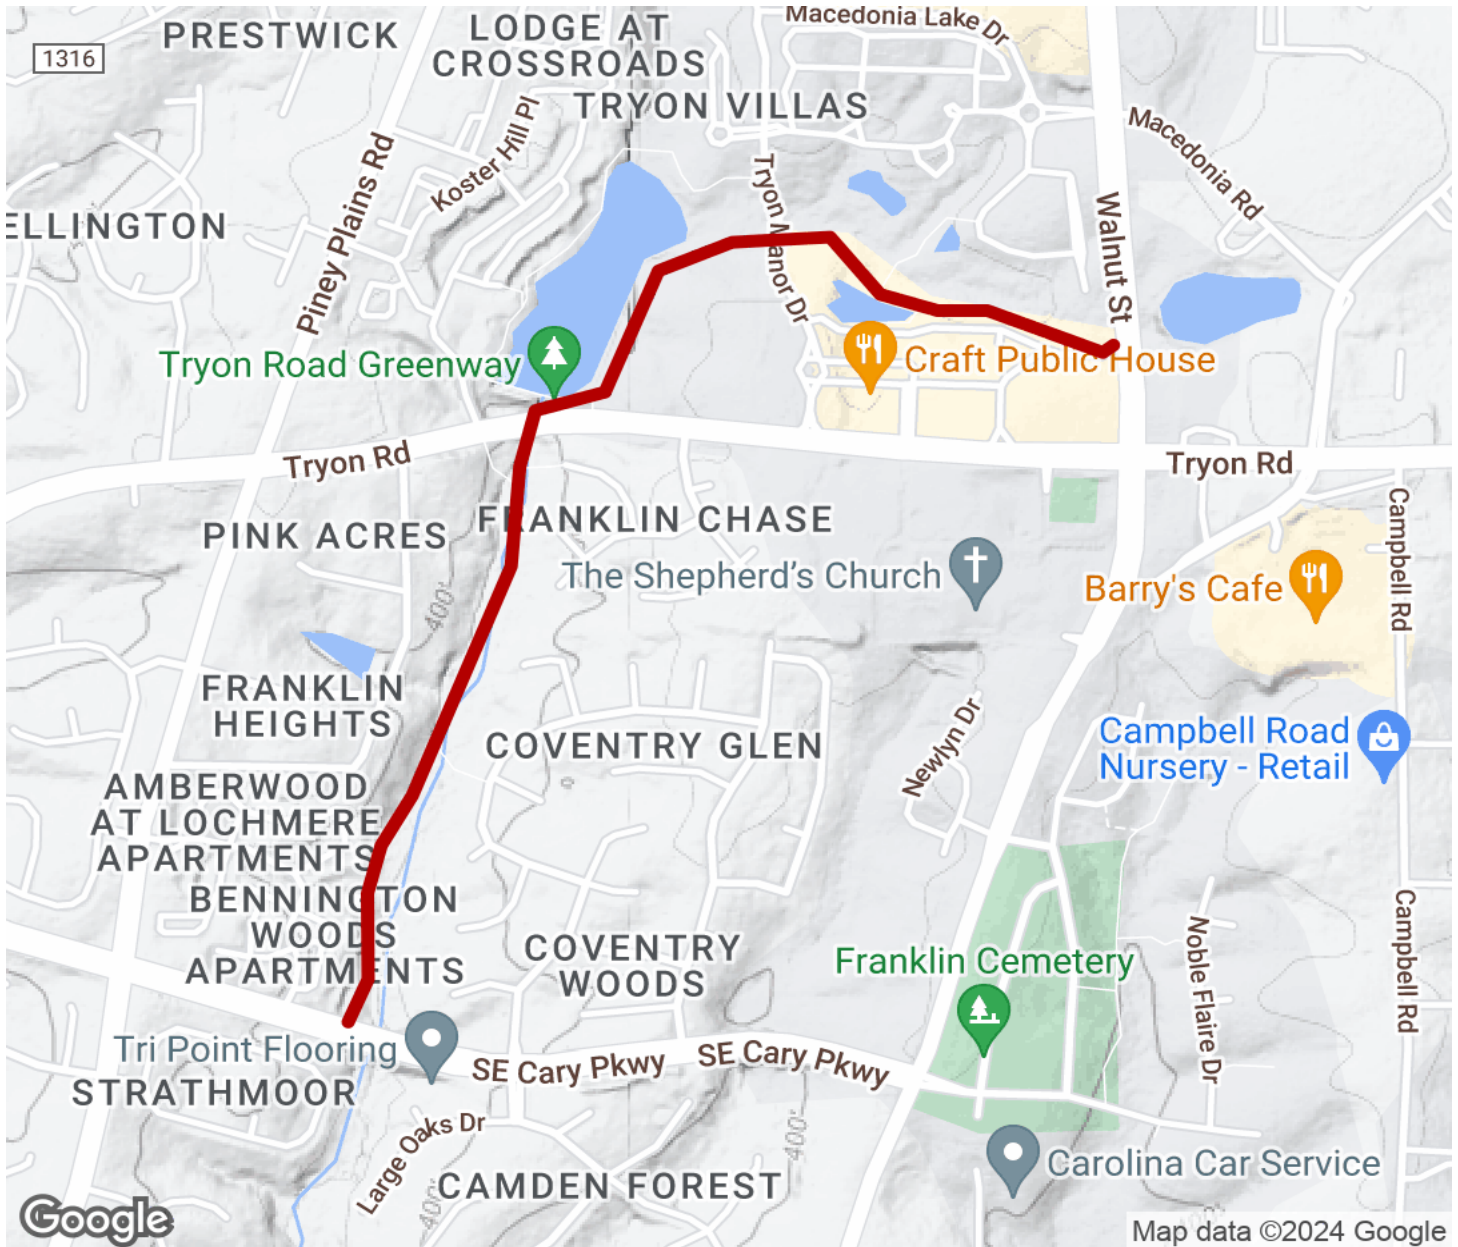 PRESTWICK
1316
LODGE AT
CROSSROADS
Macedonia Lake Dr
TRYON VILLAS
Koster Hill Pl
Macedonia Rd
Piney Plains Rd
Tryon Manor Dr
Walnut St
ELLINGTON
Tryon Road Greenway
Craft Public House
Tryon Rd
Tryon Rd
FRANKLIN CHASE
PINK ACRES
Campbell Rd
The Shepherd's Church
Barry's Cafe
400'
FRANKLIN
HEIGHTS
COVENTRY GLEN
Newlyn Dr
Campbell Road
Nursery - Retail
AMBERWOOD
AT LOCHMERE
APARTMENTS
BENNINGTON
WOODS
APARTMENTS
COVENTRY
WOODS
Franklin Cemetery
Noble Flaire Dr
Campbell Rd
Tri Point Flooring
SE Cary Pkwy
SE Cary Pkwy
STRATHMOOR
Large Oaks Dr
400'
400'
CAMDEN FOREST
Carolina Car Service
400'
Google
Map data ©2024 Google